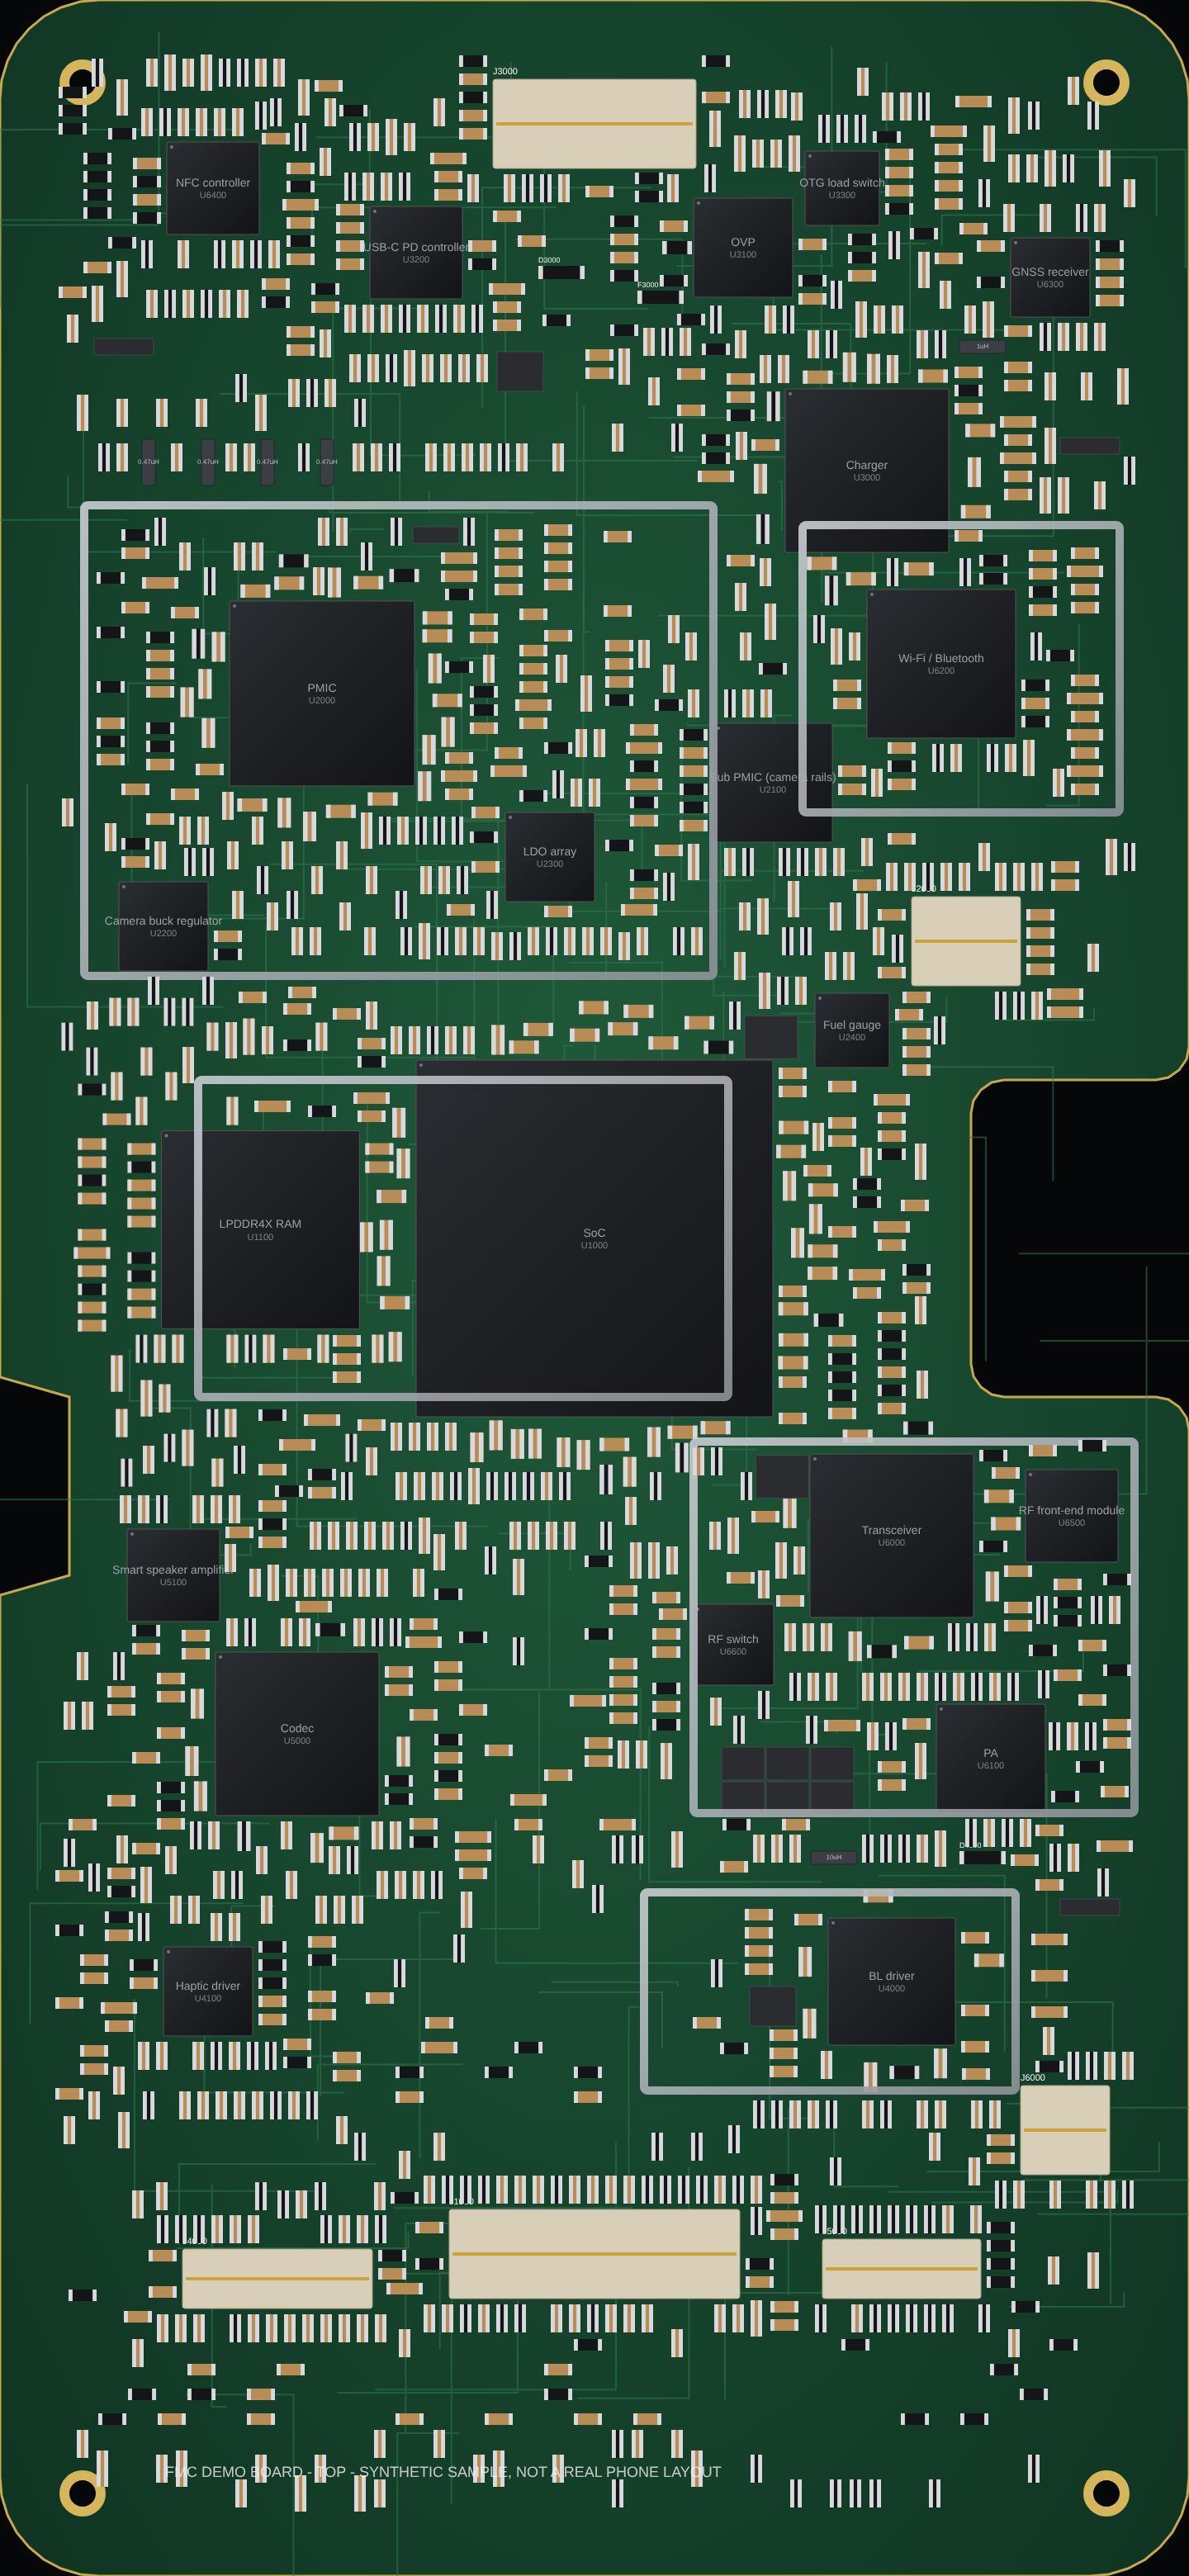 J3000
NFC controller
U6400
OTG load switch
U3300
USB-C PD controller
U3200
OVP
U3100
D3000
F3000
GNSS receiver
U6300
1uH
Charger
U3000
0.47uH
0.47uH
0.47uH
0.47uH
Wi-Fi / Bluetooth
U6200
PMIC
U2000
PMIC (camera rails)
U2100
LDO array
U2300
Camera buck regulator
U2200
Fuel gauge
U2400
LPDDR4X RAM
U1100
SoC
U1000
Transceiver
U6000
RF front-end module
U6500
Smart speaker amplifier
U5100
RF switch
U6600
Codec
U5000
PA
U6100
10uH
Haptic driver
U4100
BL driver
U4000
J6000
FMC DEMO BOARD - TOP - SYNTHETIC SAMPLE, NOT A REAL PHONE LAYOUT